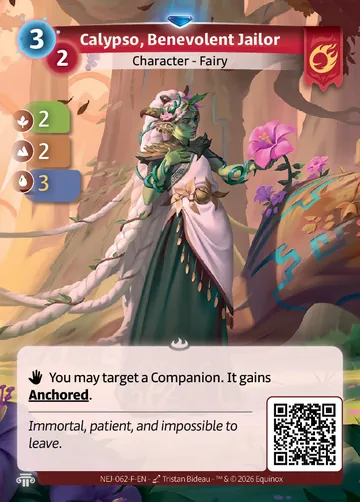 3
2
Calypso, Benevolent Jailor
Character - Fairy
2
2
3
You may target a Companion. It gains
Anchored.
Immortal, patient, and impossible to
leave.
NEJ-062-F-EN - Tristan Bideau - ™ & © 2026 Equinox